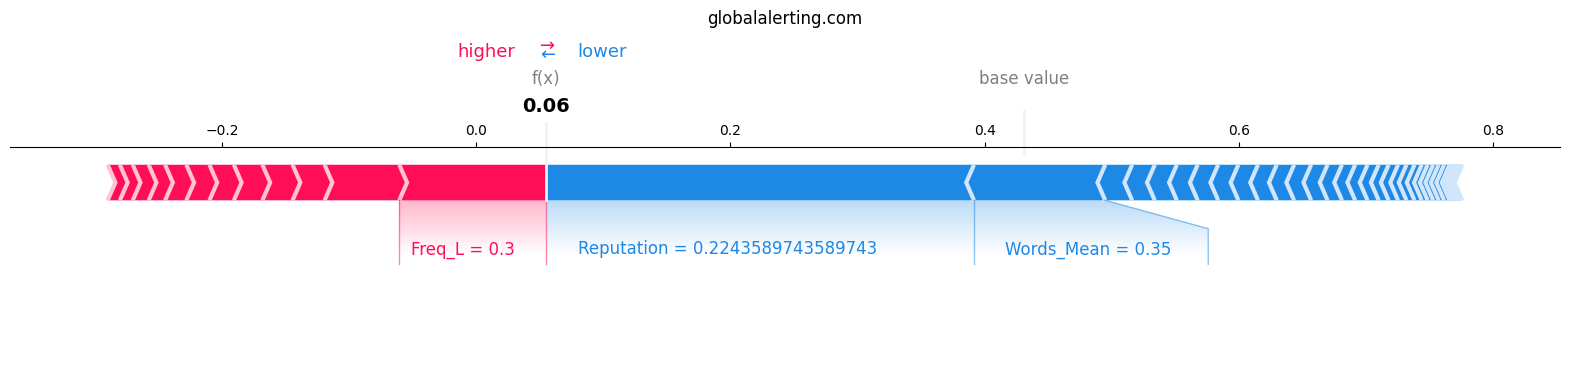 globalalerting.com
higher ⇄ lower
f(x) base value
0.06
−0.2 0.0 0.2 0.4 0.6 0.8
Freq_L = 0.3 Reputation = 0.2243589743589743 Words_Mean = 0.35